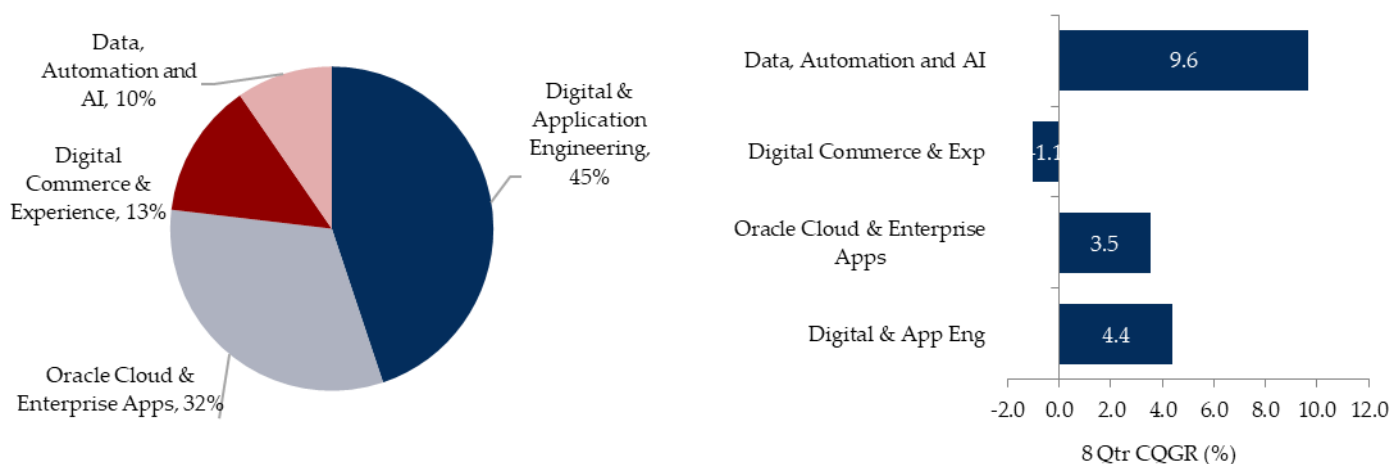 Data,
Automation and
AI, 10%
Digital &
Application
Engineering,
45%
Digital
Commerce &
Experience, 13%
Oracle Cloud &
Enterprise Apps, 32%
Data, Automation and AI
9.6
Digital Commerce & Exp
-1.1
Oracle Cloud & Enterprise
Apps
3.5
Digital & App Eng
4.4
-2.0 0.0 2.0 4.0 6.0 8.0 10.0 12.0
8 Qtr CQGR (%)